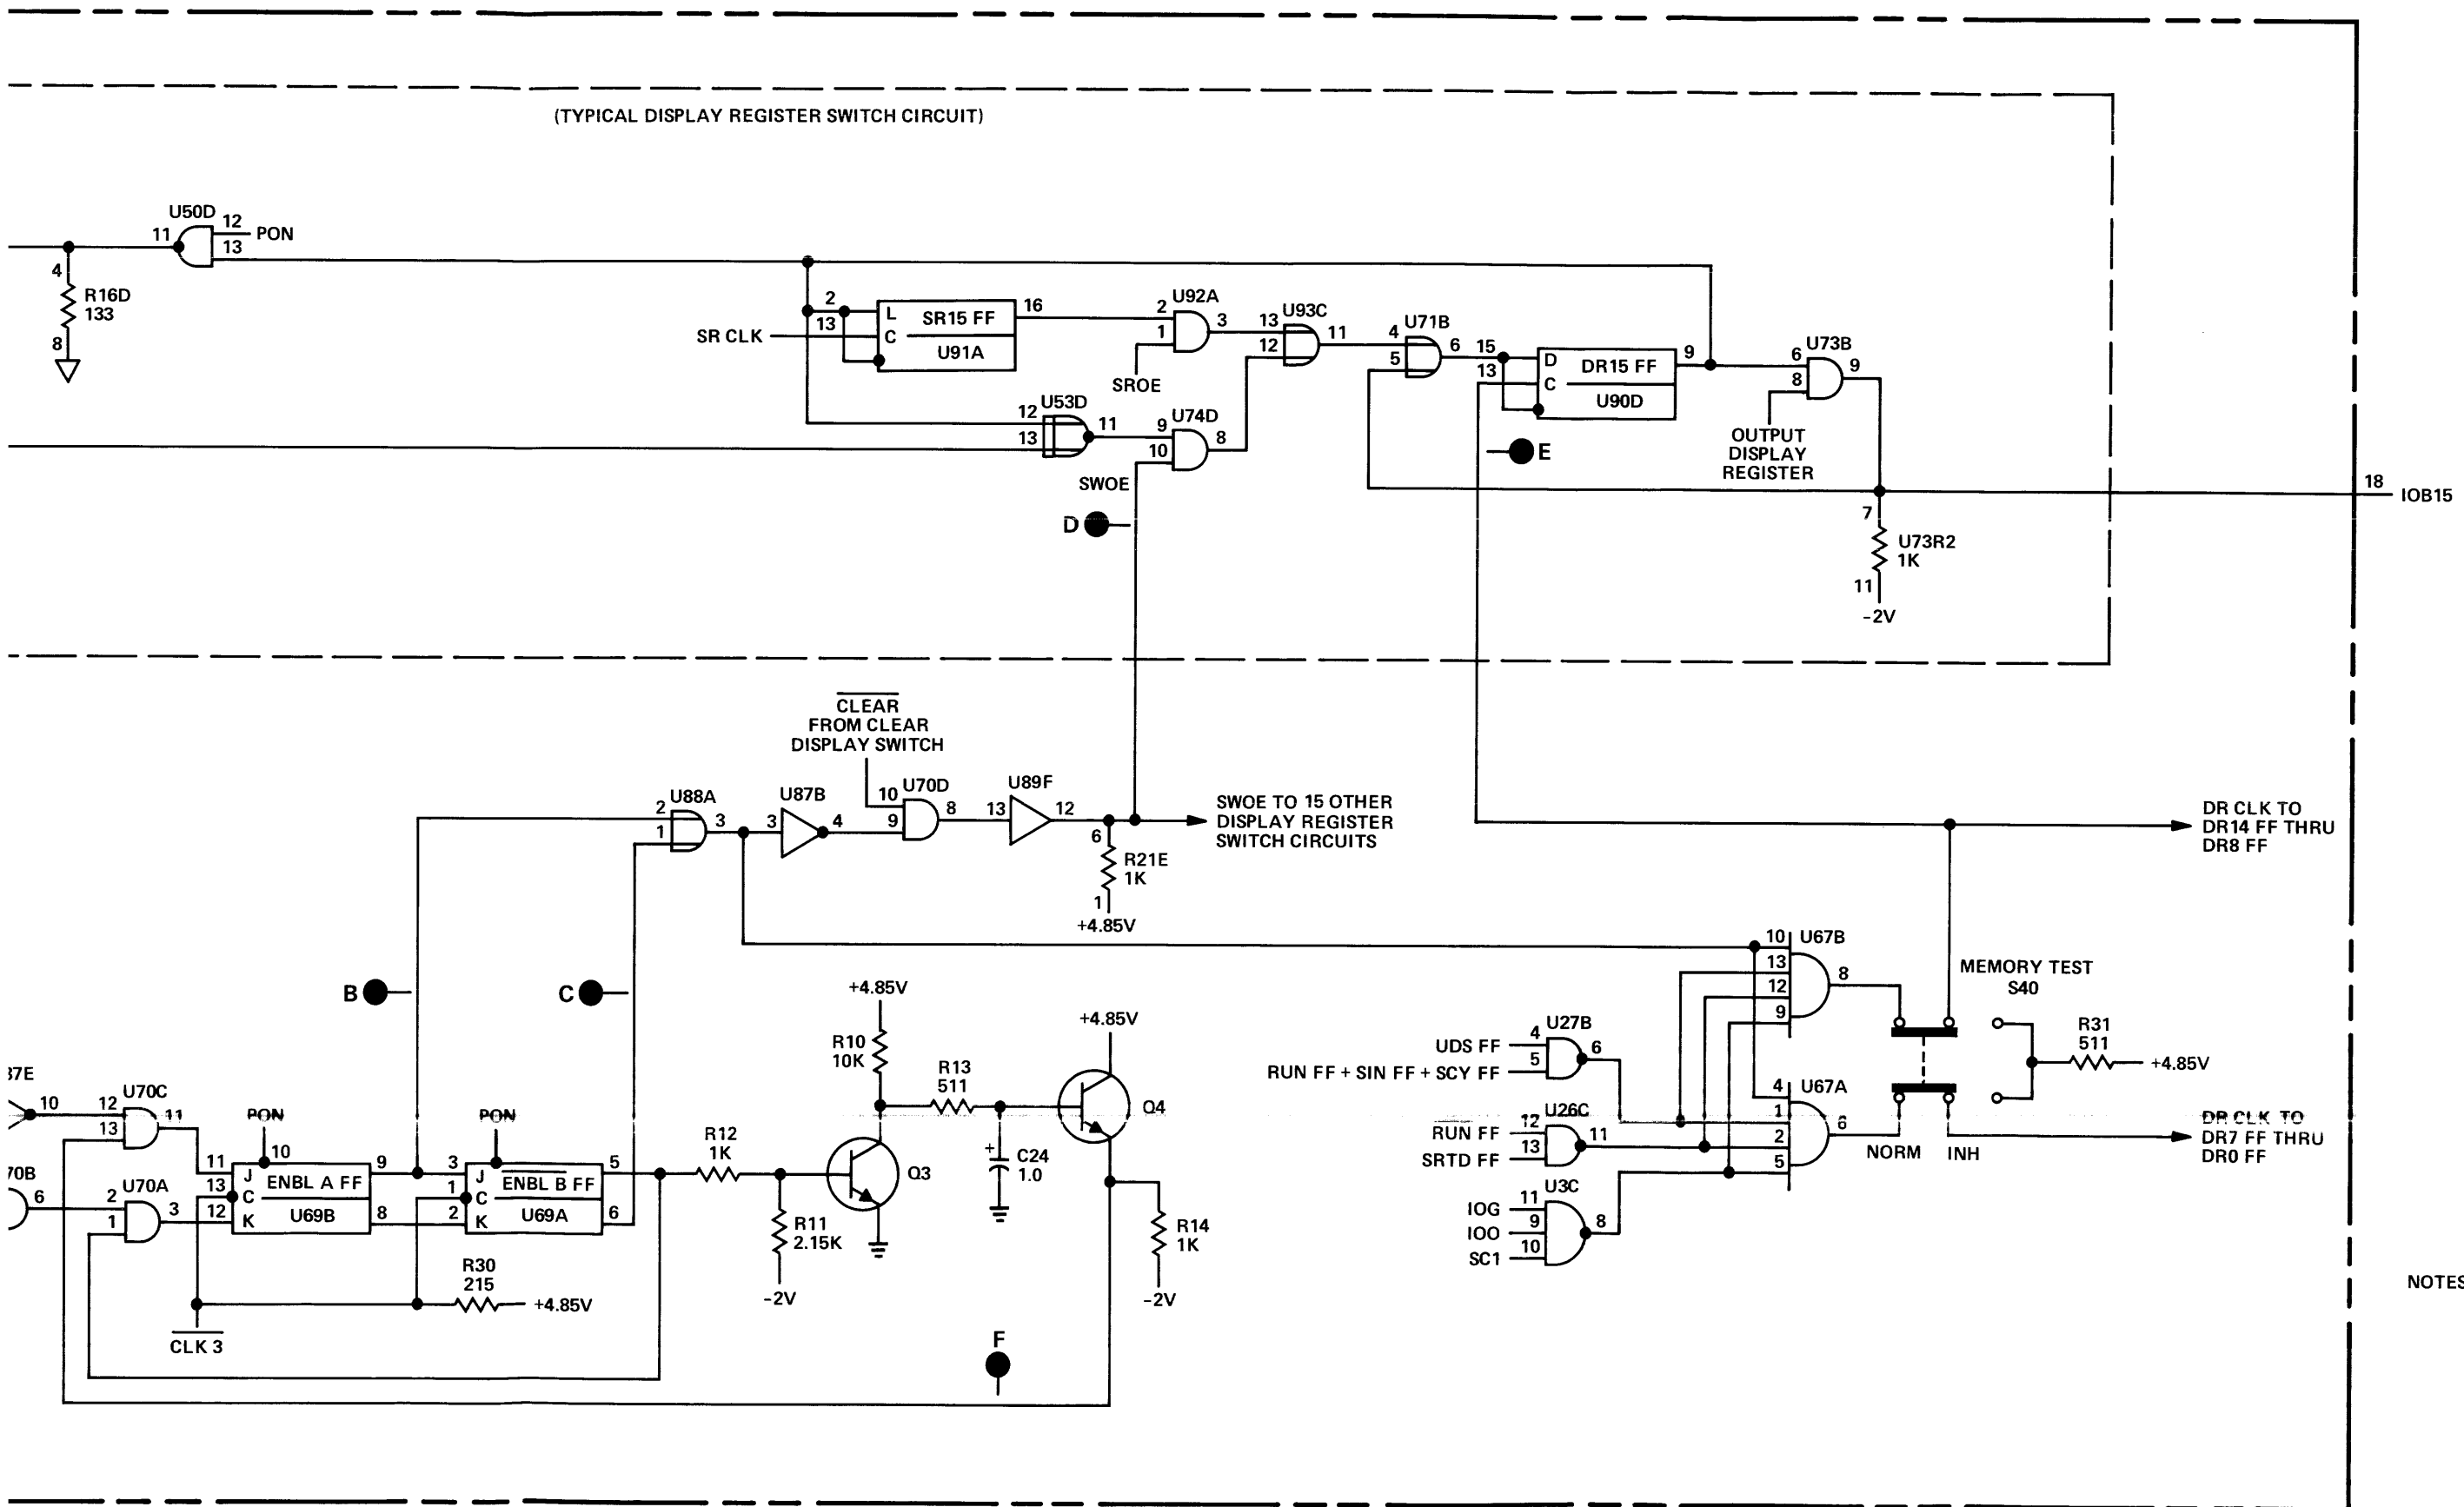 (TYPICAL DISPLAY REGISTER SWITCH CIRCUIT)
U50D
11
12
PON
13
4
R16D
133
8
2
13
L
SR15 FF
16
SR CLK
C
U91A
U92A
2
1
3
SROE
U93C
13
12
11
U71B
4
5
6
15
13
D
DR15 FF
9
C
U90D
U73B
6
8
9
OUTPUT
DISPLAY
REGISTER
U53D
12
13
11
U74D
9
10
8
SWOE
D
E
18
IOB15
7
U73R2
1K
11
-2V
CLEAR
FROM CLEAR
DISPLAY SWITCH
U88A
2
1
3
U87B
3
4
U70D
10
9
8
U89F
13
12
SWOE TO 15 OTHER
DISPLAY REGISTER
SWITCH CIRCUITS
6
R21E
1K
1
+4.85V
DR CLK TO
DR14 FF THRU
DR8 FF
B
C
+4.85V
R10
10K
R13
511
+4.85V
Q4
U67B
10
13
12
9
8
MEMORY TEST
S40
R31
511
+4.85V
UDS FF
4
U27B
RUN FF + SIN FF + SCY FF
5
6
U67A
4
1
2
5
6
RUN FF
12
U26C
SRTD FF
13
11
NORM
INH
DR CLK TO
DR7 FF THRU
DR0 FF
IOG
11
U3C
IOO
9
8
SC1
10
37E
10
U70C
12
13
11
PON
10
PON
70B
6
U70A
2
1
3
11
J
ENBL A FF
9
13
C
12
K
U69B
8
3
J
ENBL B FF
5
1
C
2
K
U69A
6
R12
1K
Q3
+
C24
1.0
R11
2.15K
-2V
R14
1K
-2V
R30
215
+4.85V
CLK 3
F
NOTES